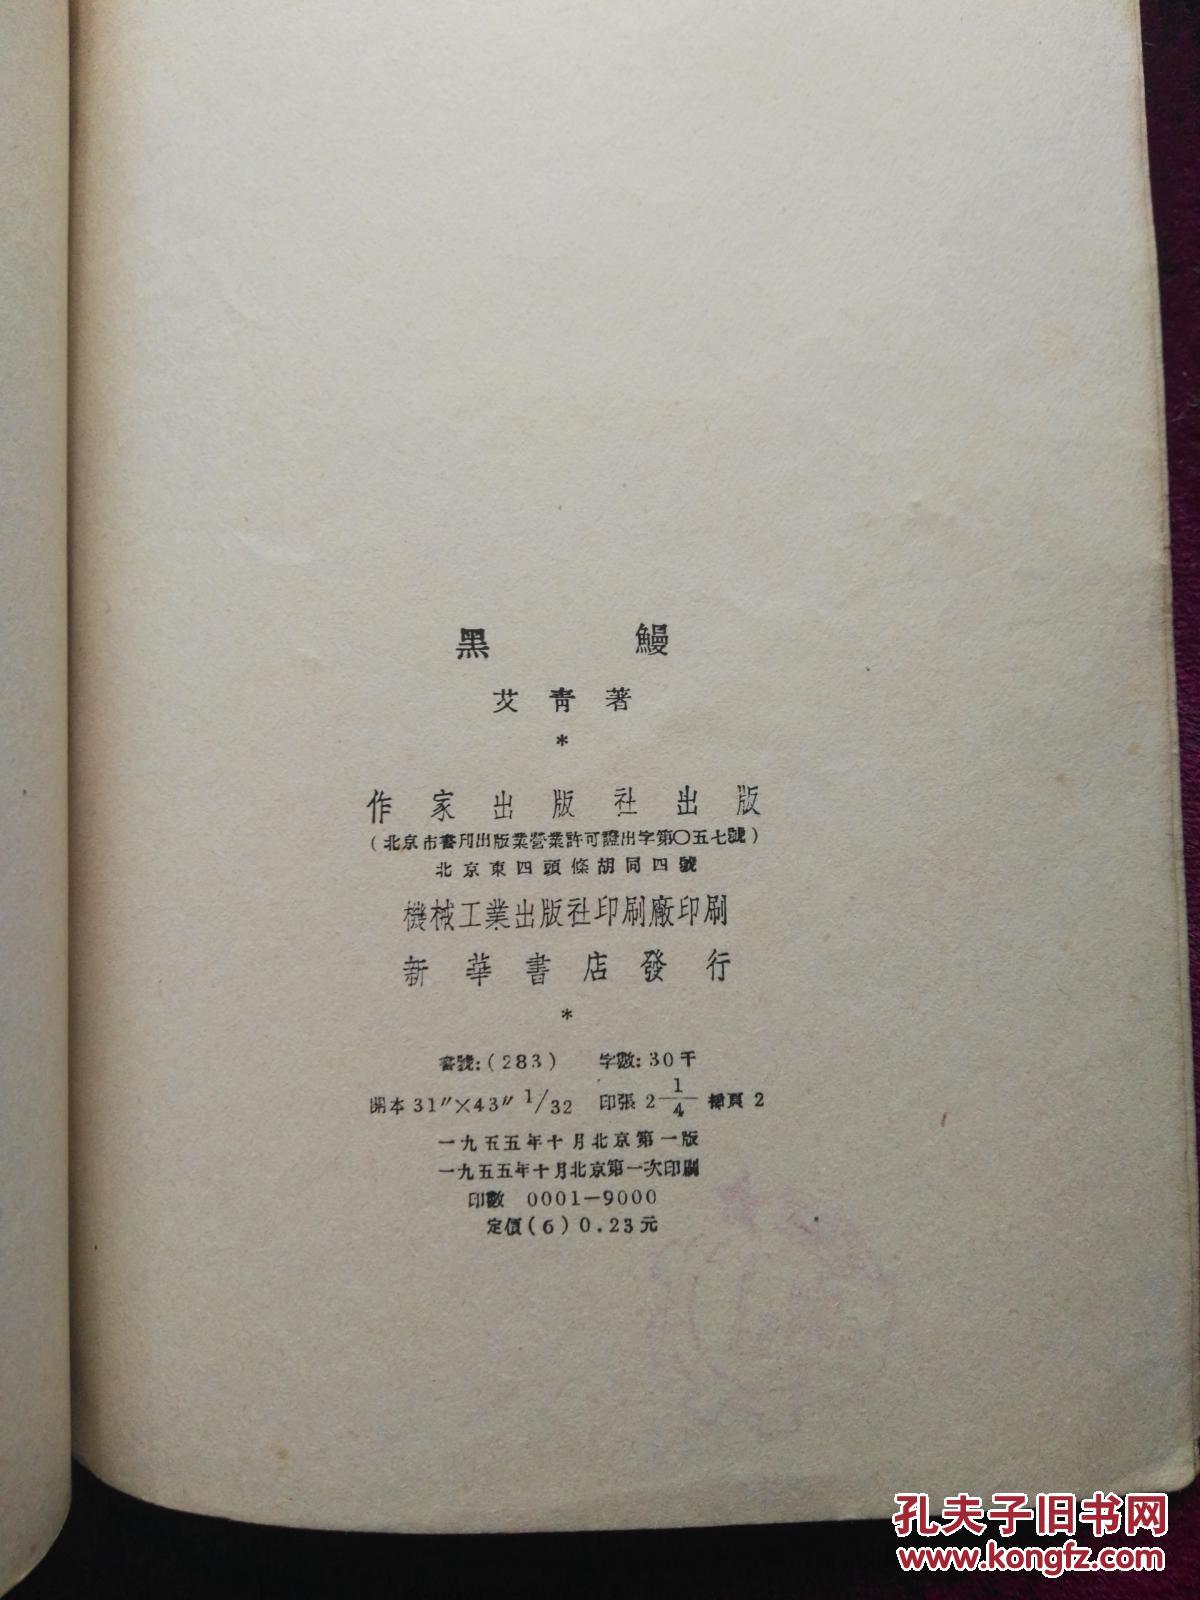 黑 鰻
艾青著
*
作家出版社出版
(北京市書刊出版業營業許可證出字第〇五七號)
北京東四頭條胡同四號
機械工業出版社印刷廠印刷
新華書店發行
*
書號:(283) 字數:30千
開本31"×43" 1/32 印張2 1/4 插頁2
一九五五年十月北京第一版
一九五五年十月北京第一次印刷
印數 0001—9000
定價(6)0.23元
孔夫子旧书网
www.kongfz.com